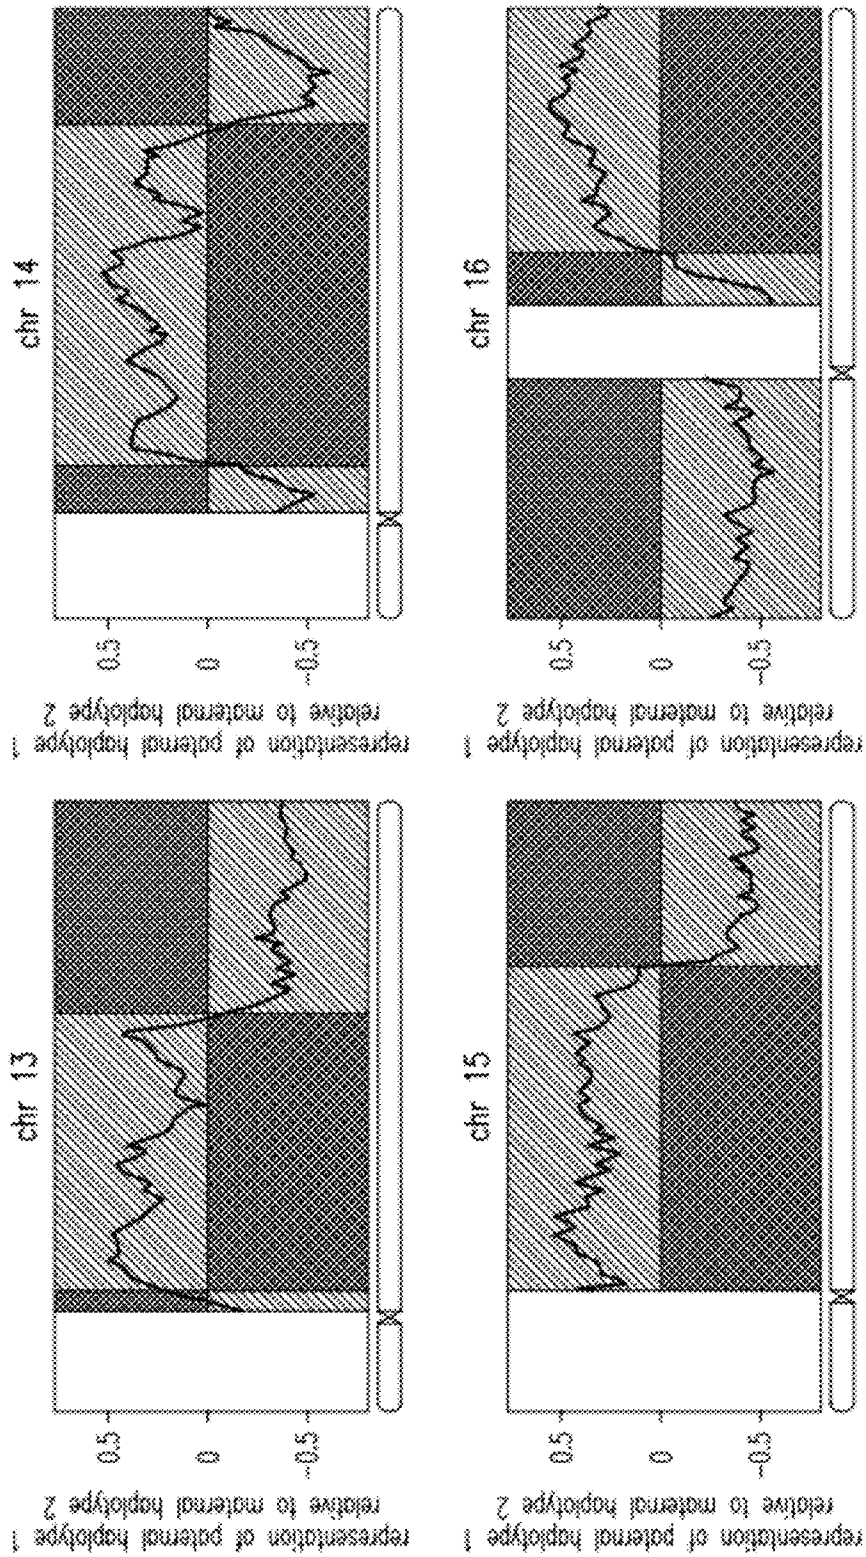 chr 13
representation of paternal haplotype 1
relative to maternal haplotype 2
0.5
0
-0.5
chr 14
representation of paternal haplotype 1
relative to maternal haplotype 2
0.5
0
-0.5
chr 15
representation of paternal haplotype 1
relative to maternal haplotype 2
0.5
0
-0.5
chr 16
representation of paternal haplotype 1
relative to maternal haplotype 2
0.5
0
-0.5